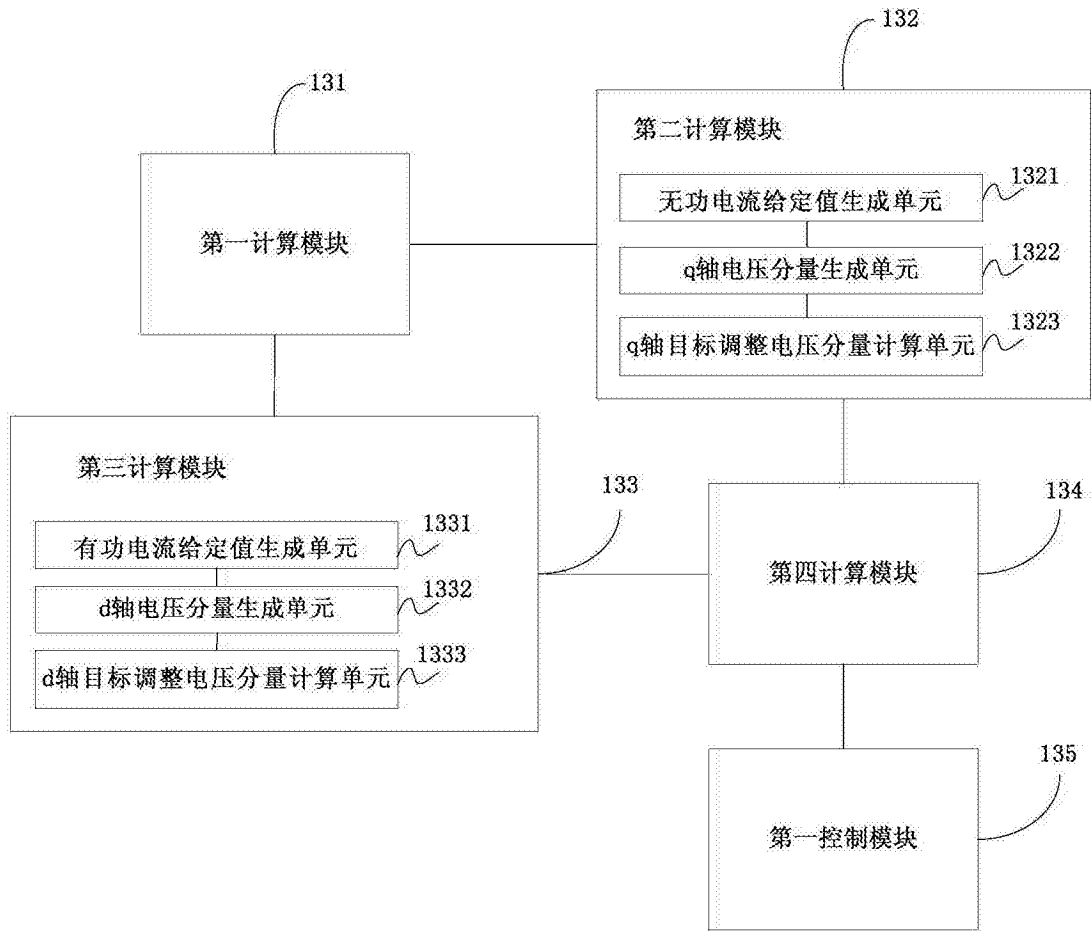 132
131
第二计算模块
1321
无功电流给定值生成单元
第一计算模块
1322
q轴电压分量生成单元
1323
q轴目标调整电压分量计算单元
第三计算模块
133
134
1331
有功电流给定值生成单元
第四计算模块
1332
d轴电压分量生成单元
1333
d轴目标调整电压分量计算单元
135
第一控制模块